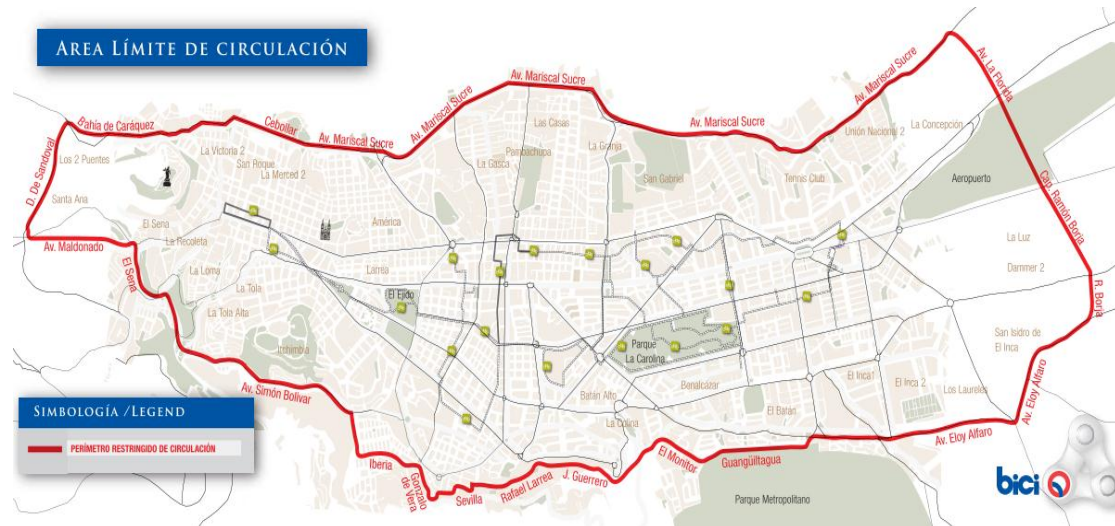 AREA LÍMITE DE CIRCULACIÓN
Av. Mariscal Sucre
Av. Mariscal Sucre
Av. La Florida
Bahía de Caráquez
Cebollar
Av. Mariscal Sucre
Av. Mariscal Sucre
Av. Mariscal Sucre
Las Casas
Pambachupa
La Granja
La Gasca
San Gabriel
Unión Nacional 2
La Concepción
Tennis Club
Aeropuerto
Cap. Ramón Borja
La Victoria 2
San Roque
La Merced 2
Los 2 Puentes
D. De Sandoval
Santa Ana
El Sena
América
La Recoleta
Av. Maldonado
El Sena
La Loma
Larrea
La Tola
La Tola Alta
El Ejido
Itchimbia
La Luz
Dammer 2
R. Borja
San Isidro de
El Inca
Parque
La Carolina
Batán Alto
Benalcázar
El Inca1
El Inca 2
Los Laureles
Av. Eloy Alfaro
La Colina
El Batán
Av. Simón Bolivar
Av. Eloy Alfaro
Iberia
Gonzalo
de Vera
Sevilla
Rafael Larrea
J. Guerrero
El Monitor
Guangüiltagua
Parque Metropolitano
SIMBOLOGÍA /LEGEND
PERÍMETRO RESTRINGIDO DE CIRCULACIÓN
bici Q